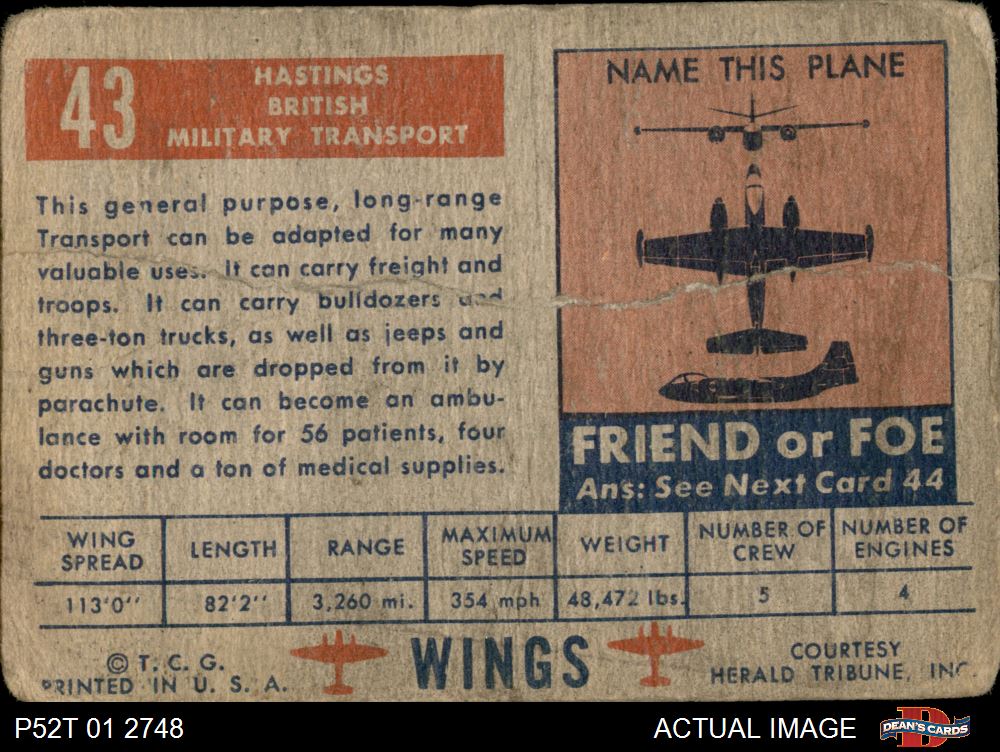 43
HASTINGS
BRITISH
MILITARY TRANSPORT
This general purpose, long-range
Transport can be adapted for many
valuable uses. It can carry freight and
troops. It can carry bulldozers and
three-ton trucks, as well as jeeps and
guns which are dropped from it by
parachute. It can become an ambu-
lance with room for 56 patients, four
doctors and a ton of medical supplies.
NAME THIS PLANE
FRIEND or FOE
Ans: See Next Card 44
WING SPREAD LENGTH RANGE MAXIMUM SPEED WEIGHT NUMBER OF CREW NUMBER OF ENGINES
113'0" 82'2" 3,260 mi. 354 mph 48,472 lbs. 5 4
© T. C. G.
PRINTED IN U. S. A.
WINGS
COURTESY
HERALD TRIBUNE, INC.
P52T 01 2748
ACTUAL IMAGE
D
DEAN'S CARDS